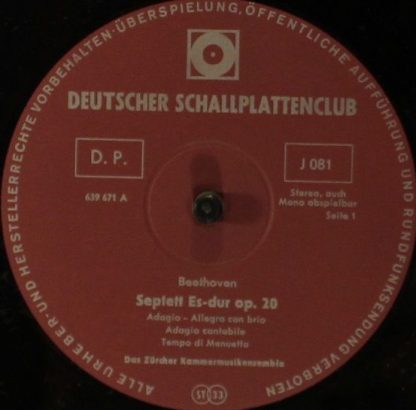 ALLE URHEBER- UND HERSTELLERRECHTE VORBEHALTEN · ÜBERSPIELUNG, ÖFFENTLICHE AUFFÜHRUNG UND RUNDFUNKSENDUNG VERBOTEN
DEUTSCHER SCHALLPLATTENCLUB
D. P.
J 081
639 671 A
Stereo, auch
Mono abspielbar
Seite 1
Beethoven
Septett Es-dur op. 20
Adagio - Allegro con brio
Adagio cantabile
Tempo di Menuetto
Das Zürcher Kammermusikensemble
ST 33